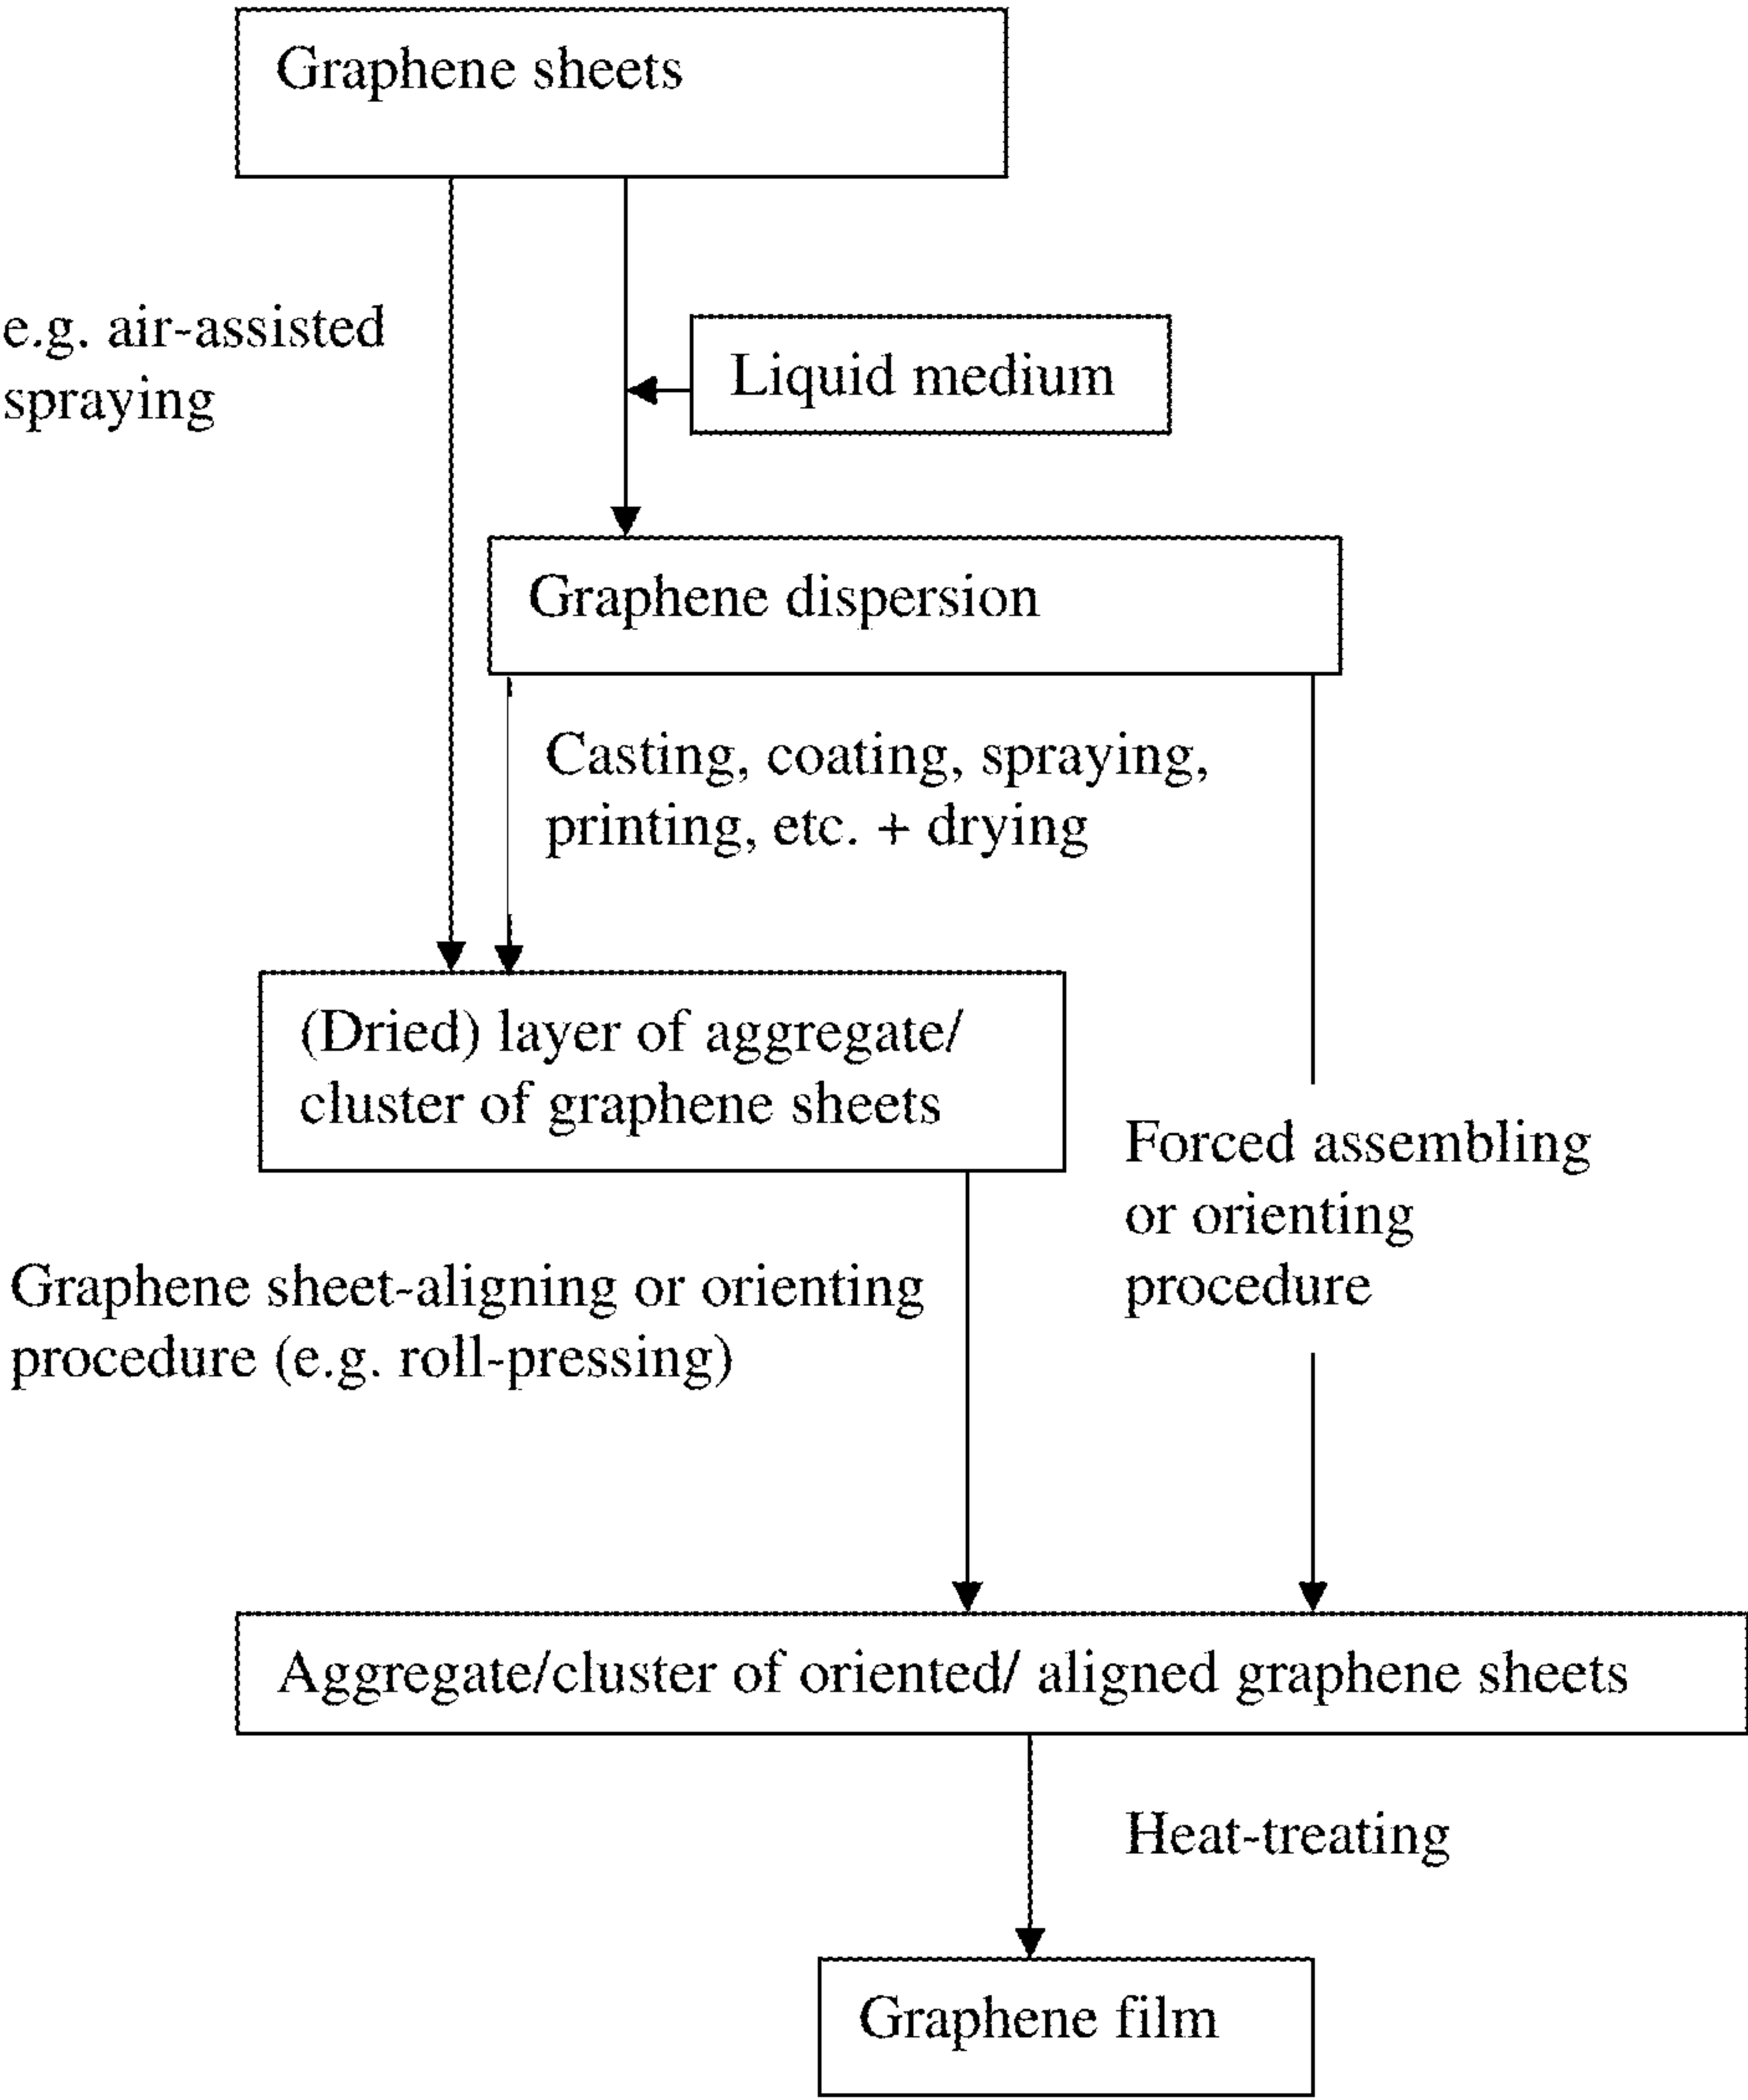 Graphene sheets
e.g. air-assisted
spraying
Liquid medium
Graphene dispersion
Casting, coating, spraying,
printing, etc. + drying
(Dried) layer of aggregate/
cluster of graphene sheets
Forced assembling
or orienting
procedure
Graphene sheet-aligning or orienting
procedure (e.g. roll-pressing)
Aggregate/cluster of oriented/ aligned graphene sheets
Heat-treating
Graphene film